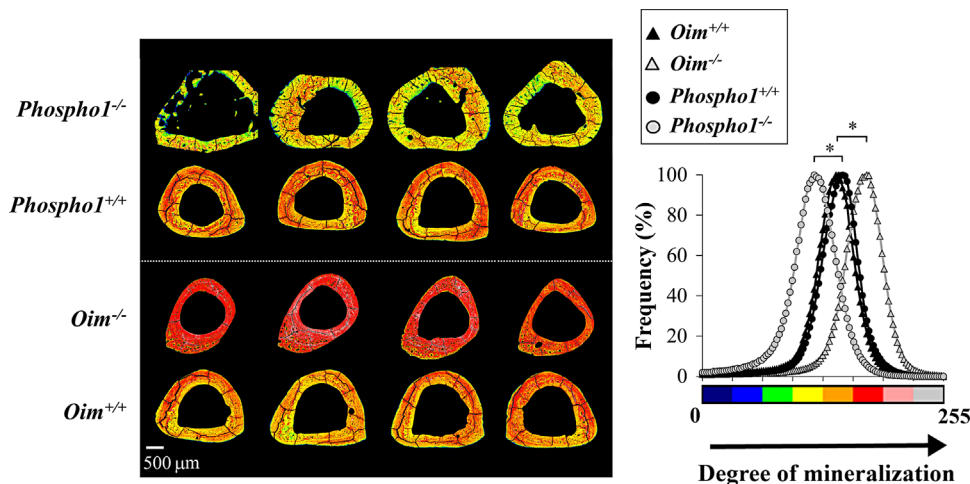 Phospho1-/-
Phospho1+/+
Oim-/-
Oim+/+
500 µm
Oim+/+
Oim-/-
Phospho1+/+
Phospho1-/-
*
*
Frequency (%)
100
80
60
40
20
0
0
255
Degree of mineralization